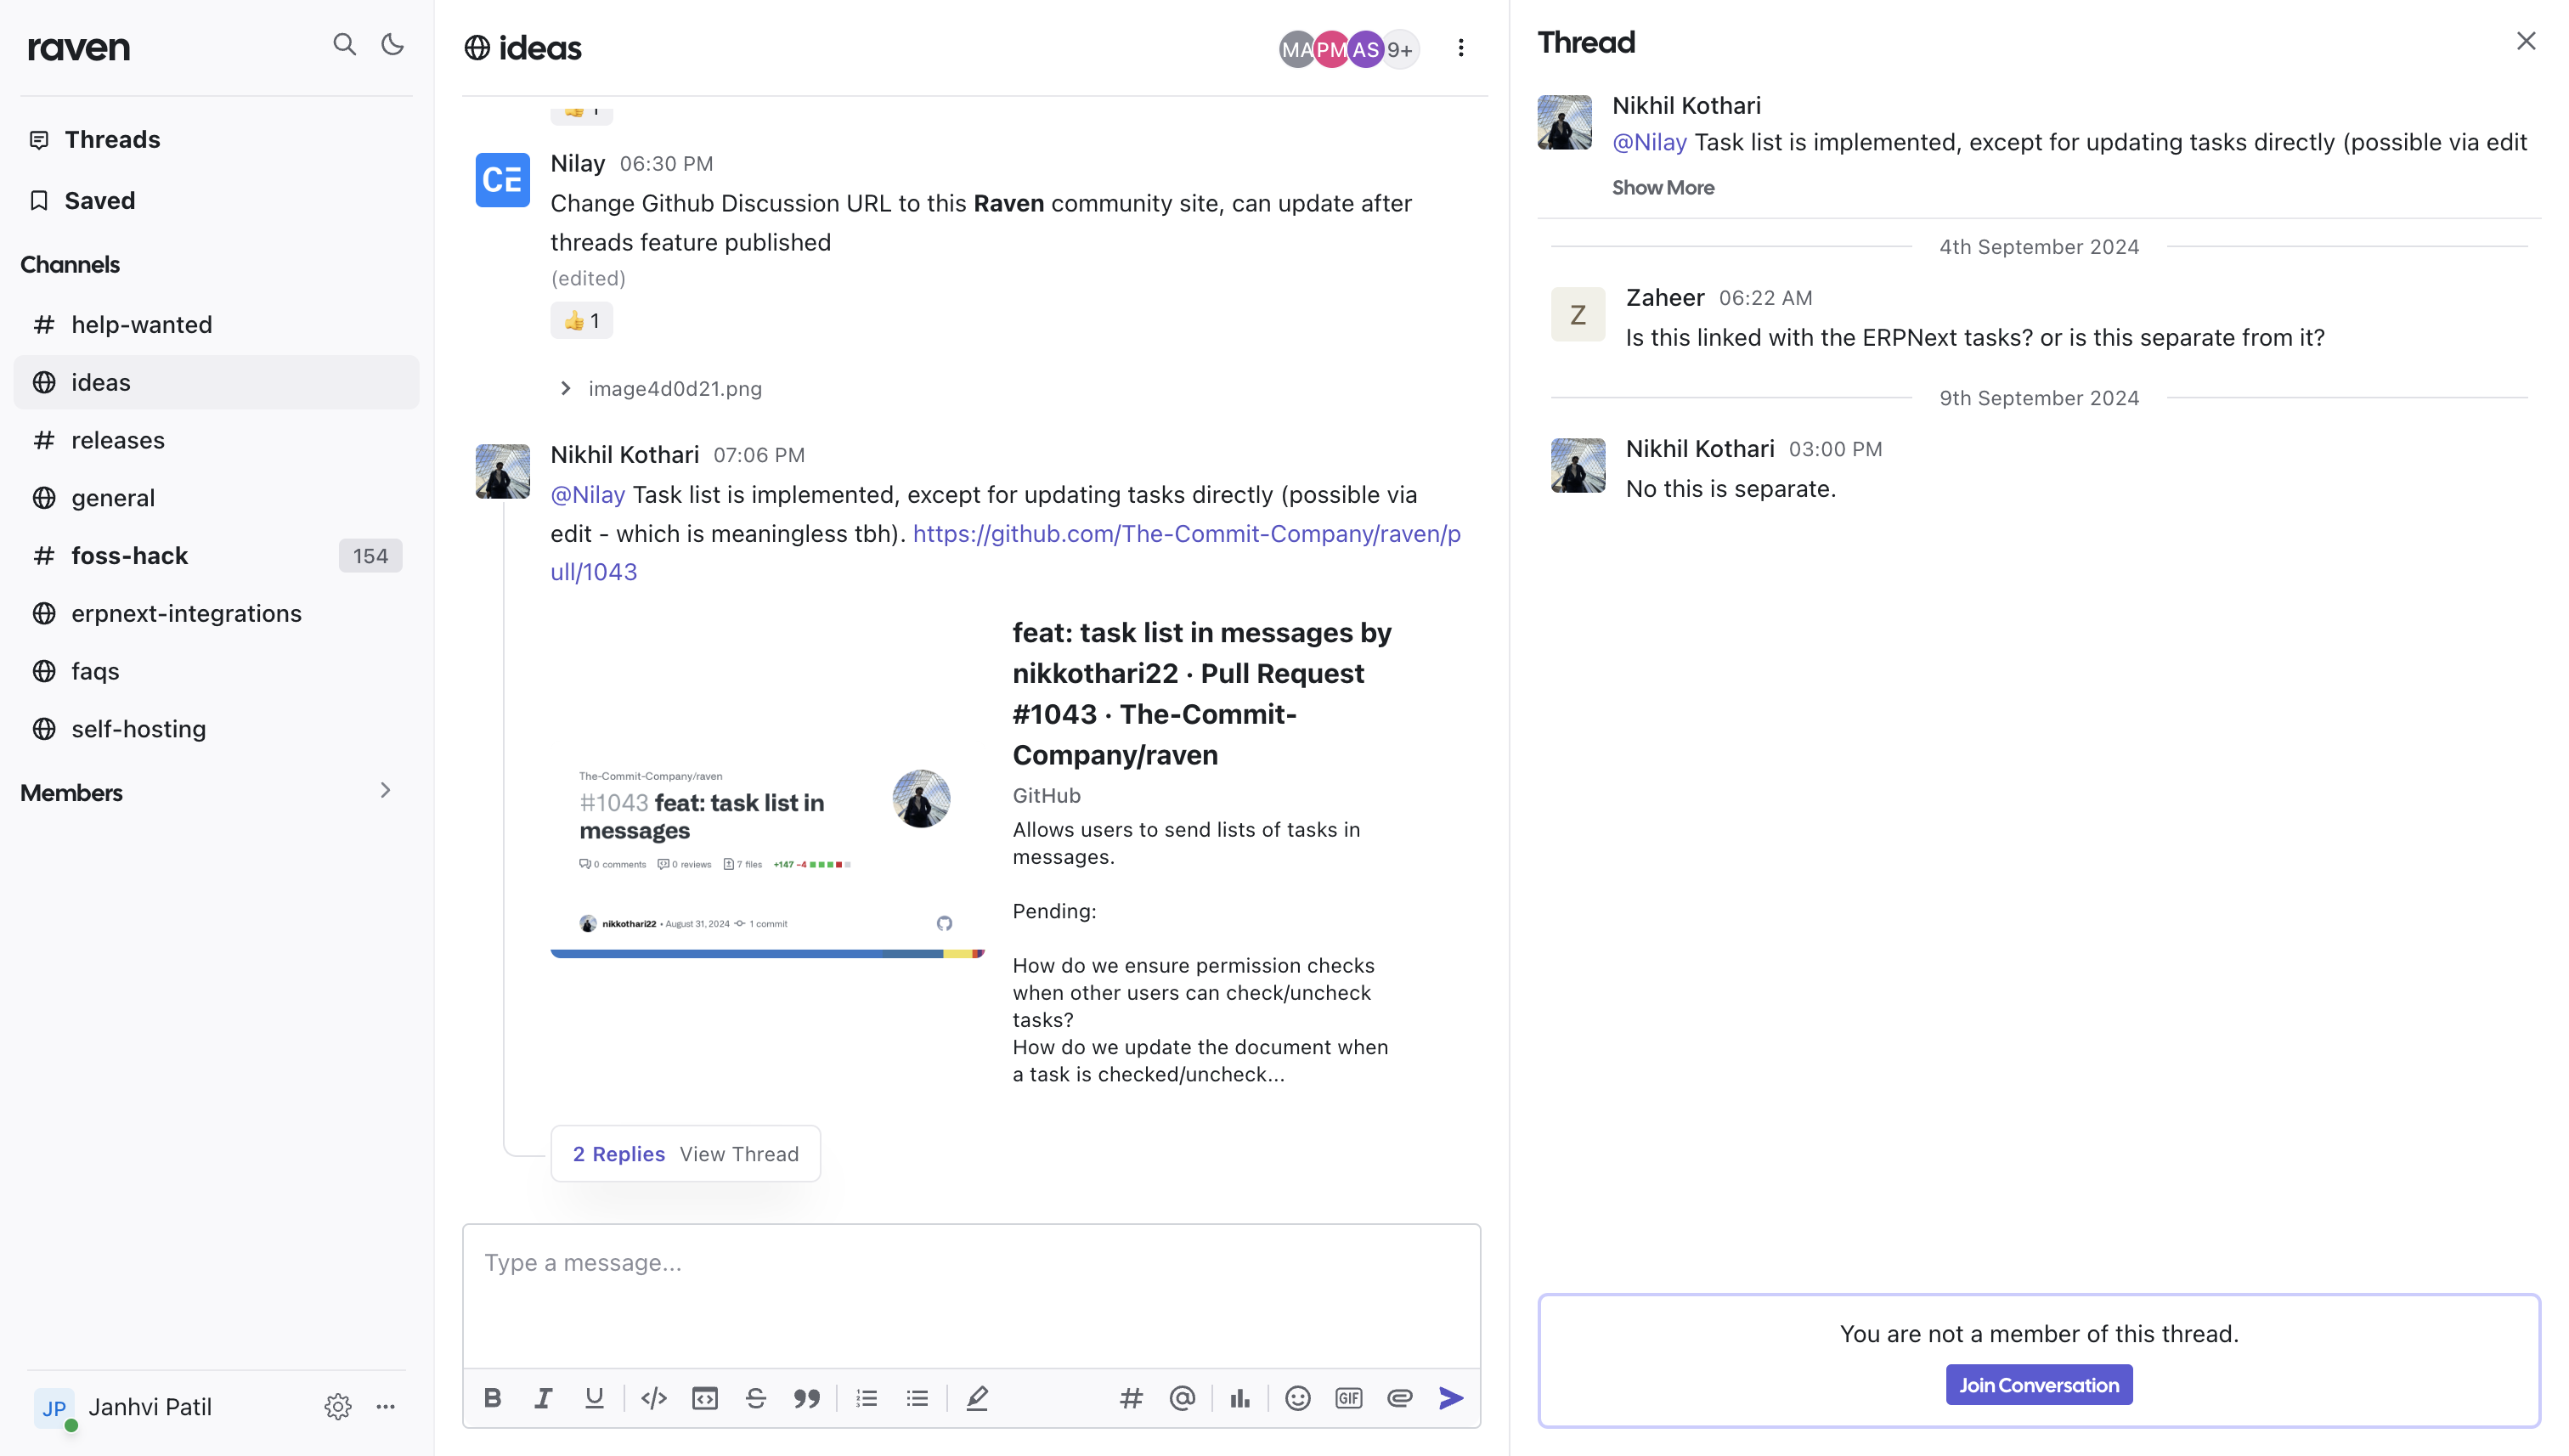 raven
Threads
Saved
Channels
help-wanted
ideas
releases
general
foss-hack
154
erpnext-integrations
faqs
self-hosting
Members
JP
Janhvi Patil
ideas
MA
PM
AS
9+
👍 1
CE
Nilay 06:30 PM
Change Github Discussion URL to this Raven community site, can update after
threads feature published
(edited)
👍 1
image4d0d21.png
Nikhil Kothari 07:06 PM
@Nilay Task list is implemented, except for updating tasks directly (possible via
edit - which is meaningless tbh). https://github.com/The-Commit-Company/raven/p
ull/1043
The-Commit-Company/raven
#1043 feat: task list in
messages
0 comments 0 reviews 7 files +147 -4
nikkothari22 • August 31, 2024 1 commit
feat: task list in messages by
nikkothari22 · Pull Request
#1043 · The-Commit-
Company/raven
GitHub
Allows users to send lists of tasks in
messages.
Pending:
How do we ensure permission checks
when other users can check/uncheck
tasks?
How do we update the document when
a task is checked/uncheck...
2 Replies View Thread
Type a message...
GIF
Thread
Nikhil Kothari
@Nilay Task list is implemented, except for updating tasks directly (possible via edit
Show More
4th September 2024
Z
Zaheer 06:22 AM
Is this linked with the ERPNext tasks? or is this separate from it?
9th September 2024
Nikhil Kothari 03:00 PM
No this is separate.
You are not a member of this thread.
Join Conversation